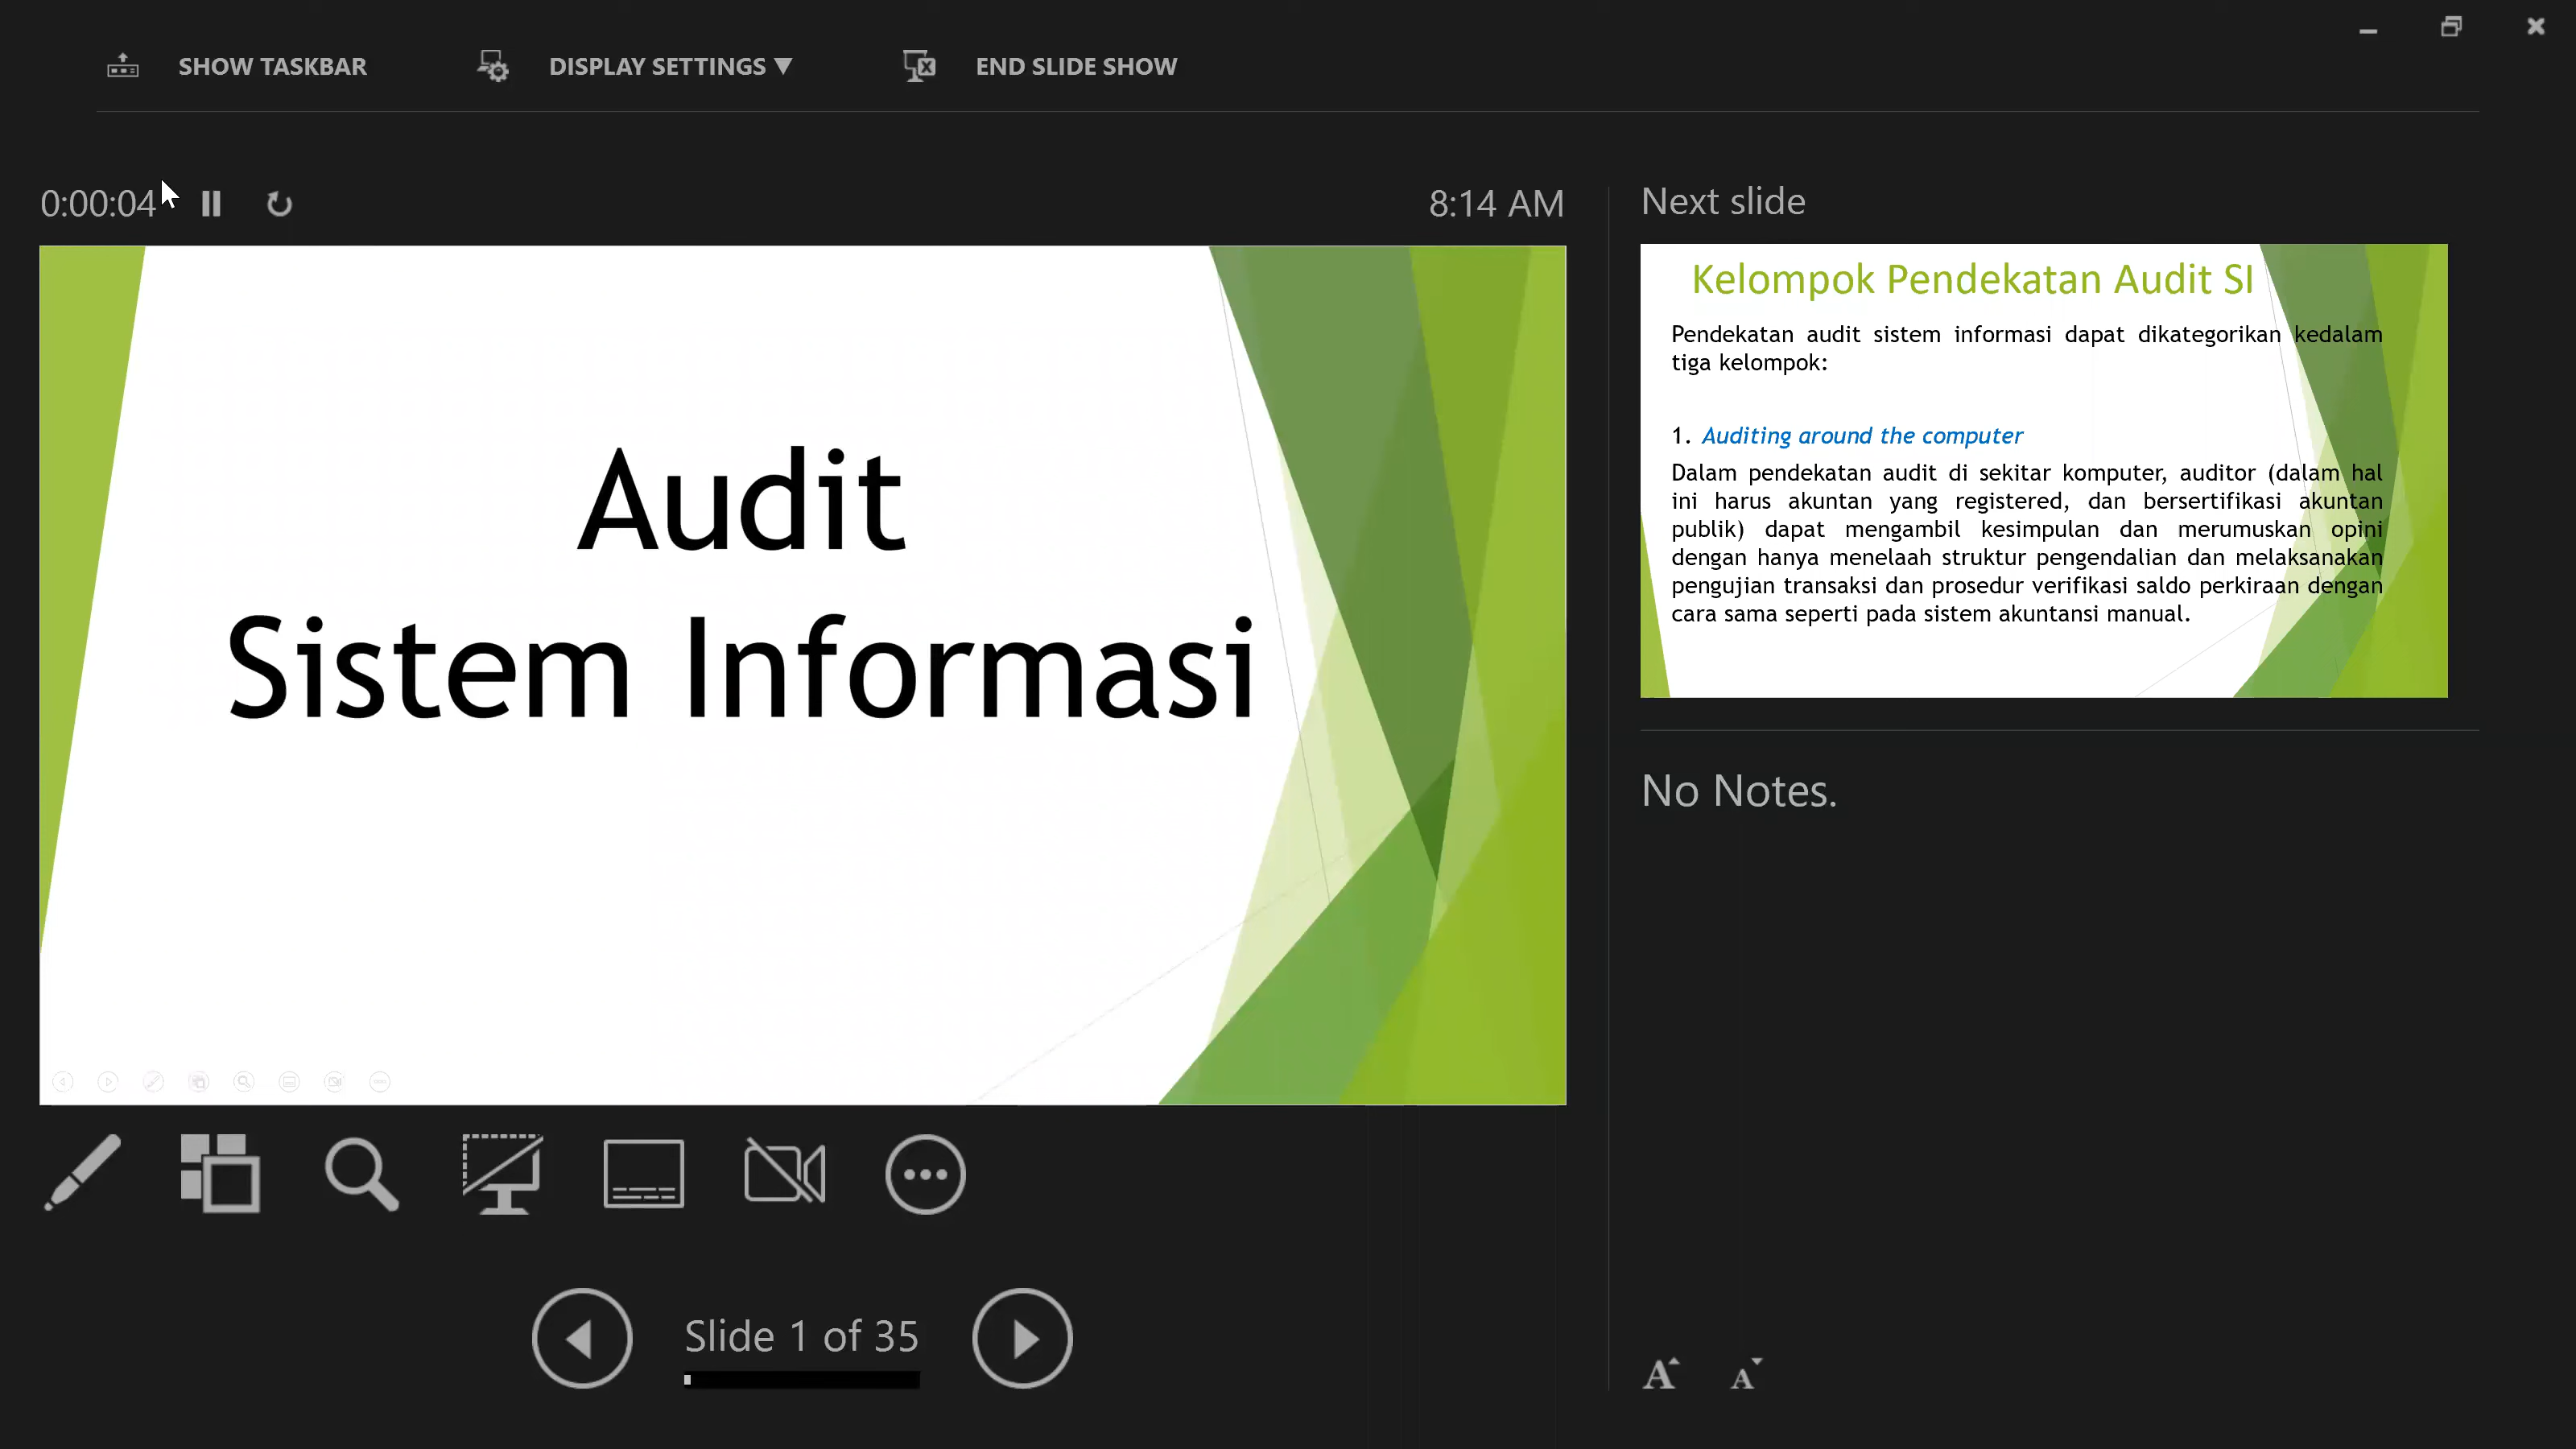 SHOW TASKBAR
DISPLAY SETTINGS ▼
END SLIDE SHOW
0:00:04
8:14 AM
Audit
Sistem Informasi
Slide 1 of 35
Next slide
Kelompok Pendekatan Audit SI
Pendekatan audit sistem informasi dapat dikategorikan kedalam
tiga kelompok:
1. Auditing around the computer
Dalam pendekatan audit di sekitar komputer, auditor (dalam hal
ini harus akuntan yang registered, dan bersertifikasi akuntan
publik) dapat mengambil kesimpulan dan merumuskan opini
dengan hanya menelaah struktur pengendalian dan melaksanakan
pengujian transaksi dan prosedur verifikasi saldo perkiraan dengan
cara sama seperti pada sistem akuntansi manual.
No Notes.
A A